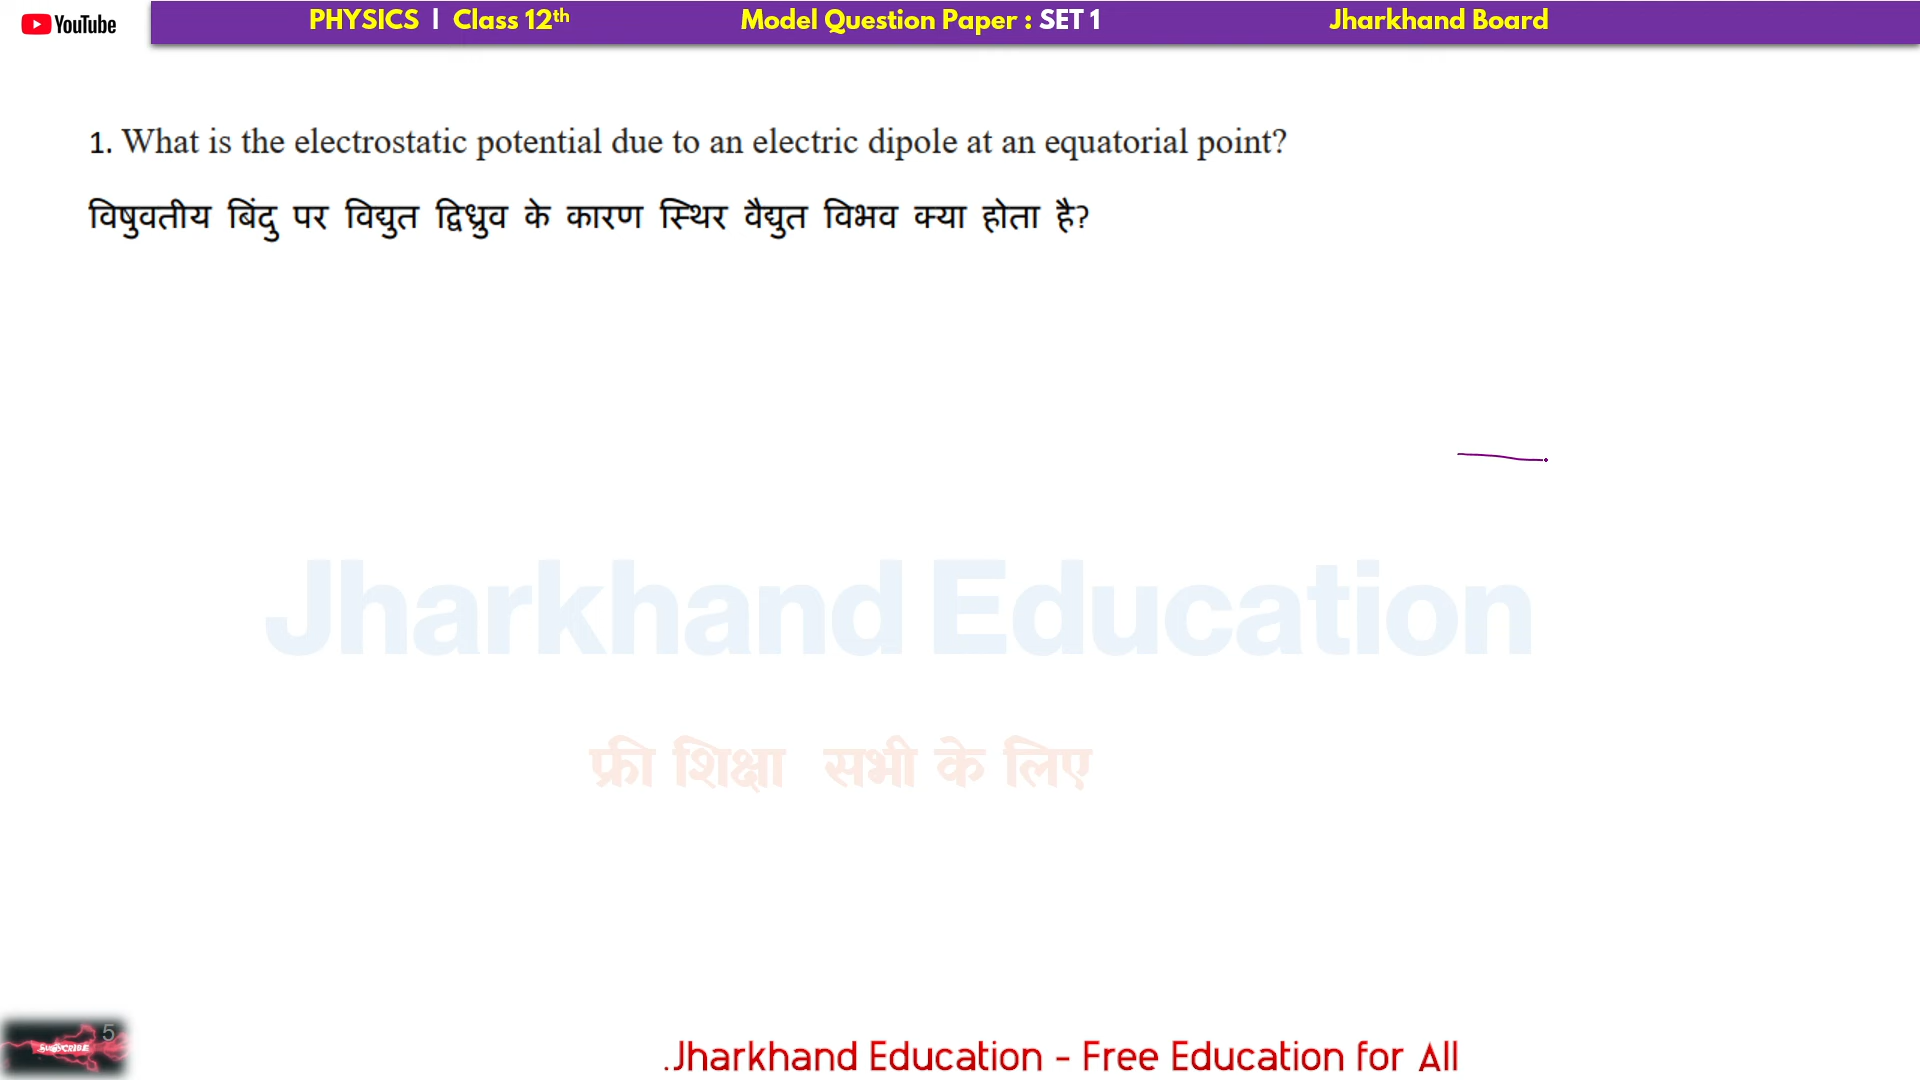 YouTube
PHYSICS | Class 12th Model Question Paper : SET 1 Jharkhand Board
1. What is the electrostatic potential due to an electric dipole at an equatorial point?
विषुवतीय बिंदु पर विद्युत द्विध्रुव के कारण स्थिर वैद्युत विभव क्या होता है?
Jharkhand Education
फ्री शिक्षा सभी के लिए
SUBSCRIBE 5
.Jharkhand Education - Free Education for All